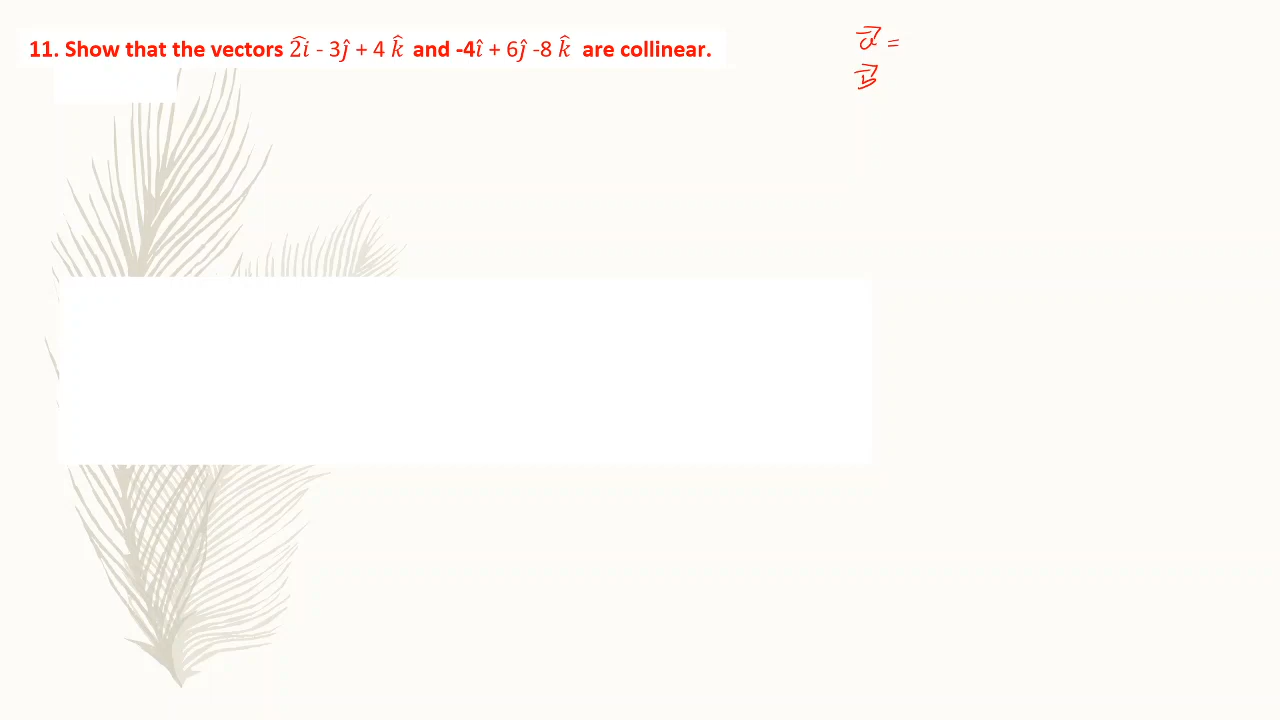 11. Show that the vectors 2î - 3ĵ + 4 k̂ and -4î + 6ĵ -8 k̂ are collinear.
a⃗ =
b⃗